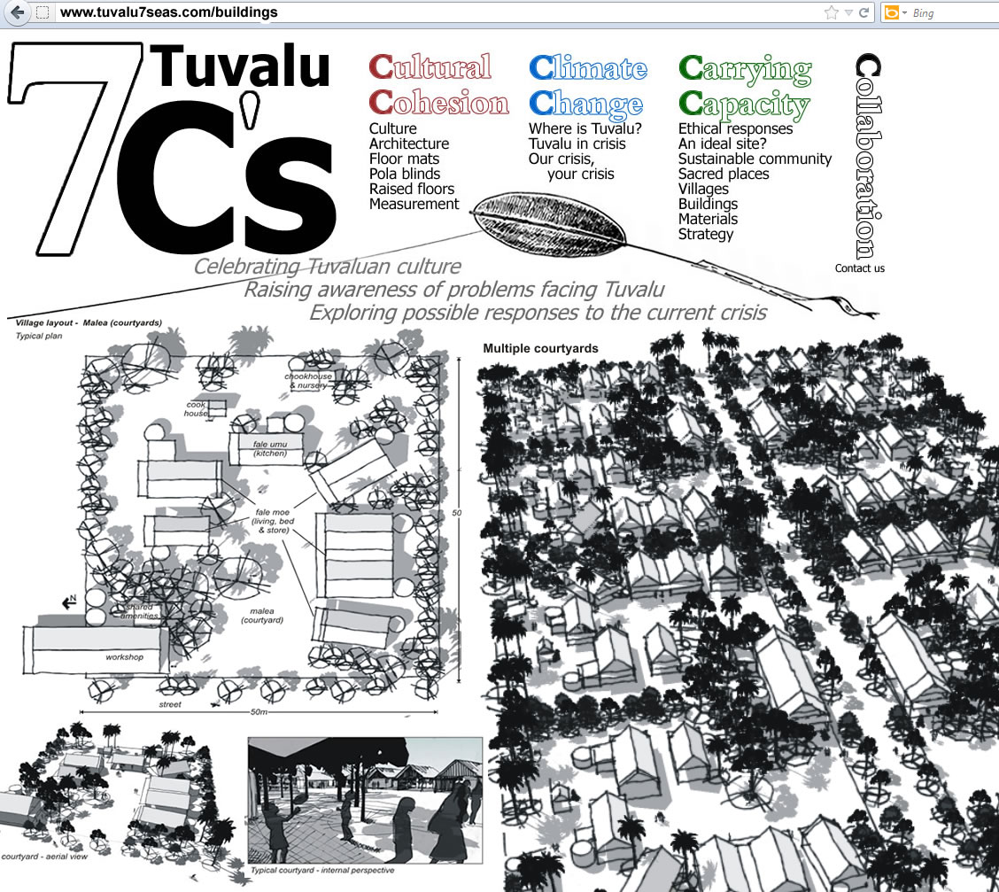 www.tuvalu7seas.com/buildings
Bing
7 Tuvalu
C's
Cultural
Cohesion
Culture
Architecture
Floor mats
Pola blinds
Raised floors
Measurement
Climate
Change
Where is Tuvalu?
Tuvalu in crisis
Our crisis,
your crisis
Carrying
Capacity
Ethical responses
An ideal site?
Sustainable community
Sacred places
Villages
Buildings
Materials
Strategy
Collaboration
Contact us
Celebrating Tuvaluan culture
Raising awareness of problems facing Tuvalu
Exploring possible responses to the current crisis
Village layout - Malea (courtyards)
Typical plan
chookhouse
& nursery
cook
house
fale umu
(kitchen)
fale moe
(living, bed
& store)
50
N
shared
amenities
malea
(courtyard)
workshop
street
50m
Multiple courtyards
courtyard - aerial view
Typical courtyard - internal perspective